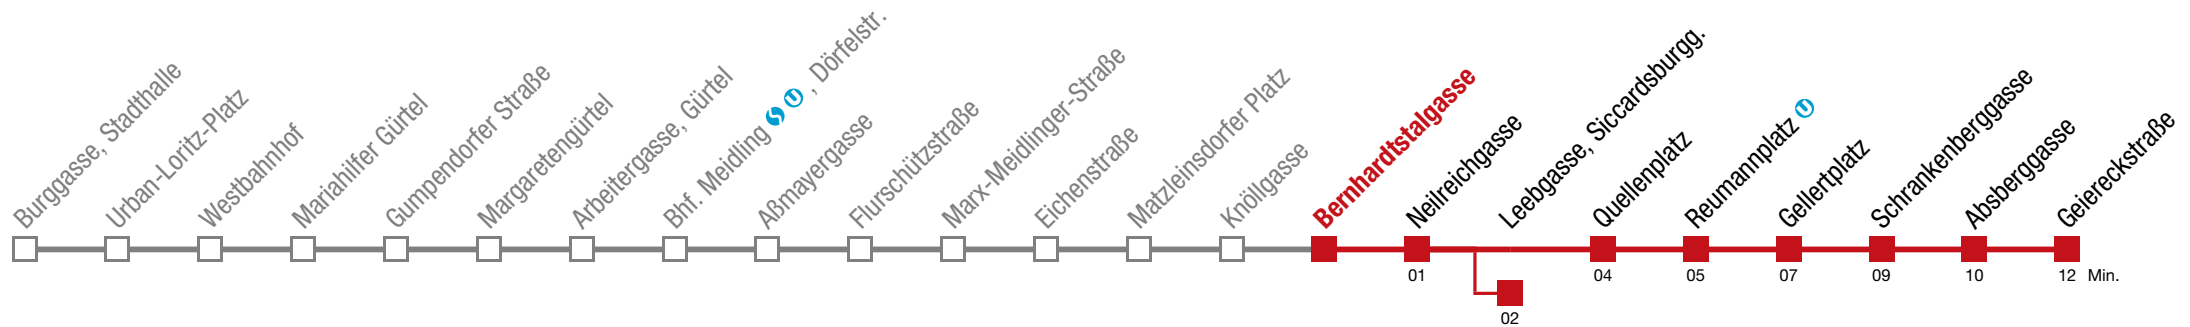 Burggasse, Stadthalle
Urban-Loritz-Platz
Westbahnhof
Mariahilfer Gürtel
Gumpendorfer Straße
Margaretengürtel
Arbeitergasse, Gürtel
Bhf. Meidling S U , Dörfelstr.
Aßmayergasse
Flurschützstraße
Marx-Meidlinger-Straße
Eichenstraße
Matzleinsdorfer Platz
Knöllgasse
Bernhardtstalgasse
Neilreichgasse
Leebgasse, Siccardsburgg.
Quellenplatz
Reumannplatz U
Gellertplatz
Schrankenberggasse
Absberggasse
Geiereckstraße
01
04
05
07
09
10
12 Min.
02